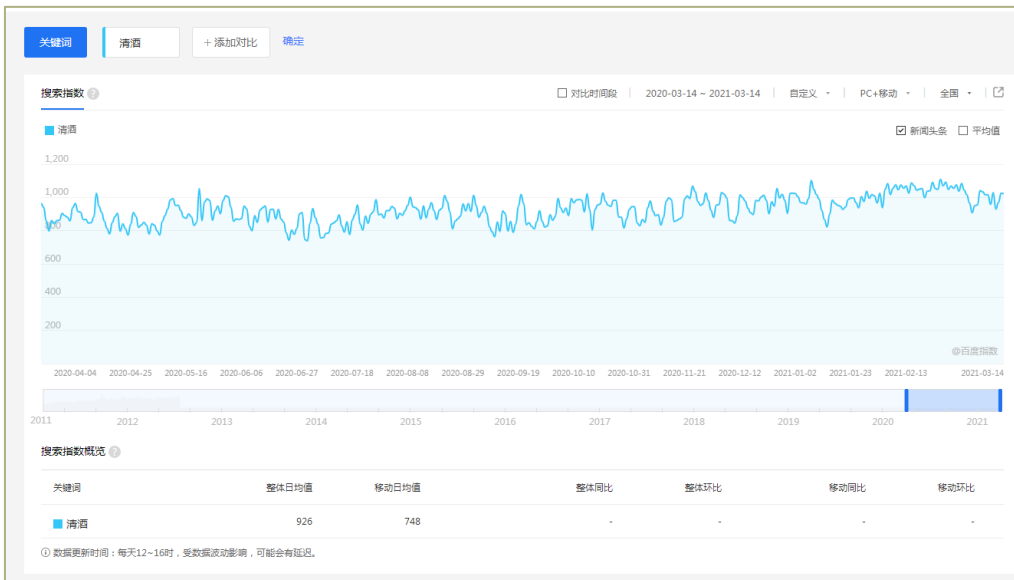 关键词 清酒 +添加对比 确定
搜索指数 ? 对比时间段 2020-03-14 ~ 2021-03-14 自定义 PC+移动 全国
清酒 新闻头条 平均值
1,200
1,000
800
600
400
200
@百度指数
2020-04-04 2020-04-25 2020-05-16 2020-06-06 2020-06-27 2020-07-18 2020-08-08 2020-08-29 2020-09-19 2020-10-10 2020-10-31 2020-11-21 2020-12-12 2021-01-02 2021-01-23 2021-02-13 2021-03-14
2011 2012 2013 2014 2015 2016 2017 2018 2019 2020 2021
搜索指数概览 ?
关键词 整体日均值 移动日均值 整体同比 整体环比 移动同比 移动环比
清酒 926 748 - - - -
数据更新时间：每天12~16时，受数据波动影响，可能会有延迟。